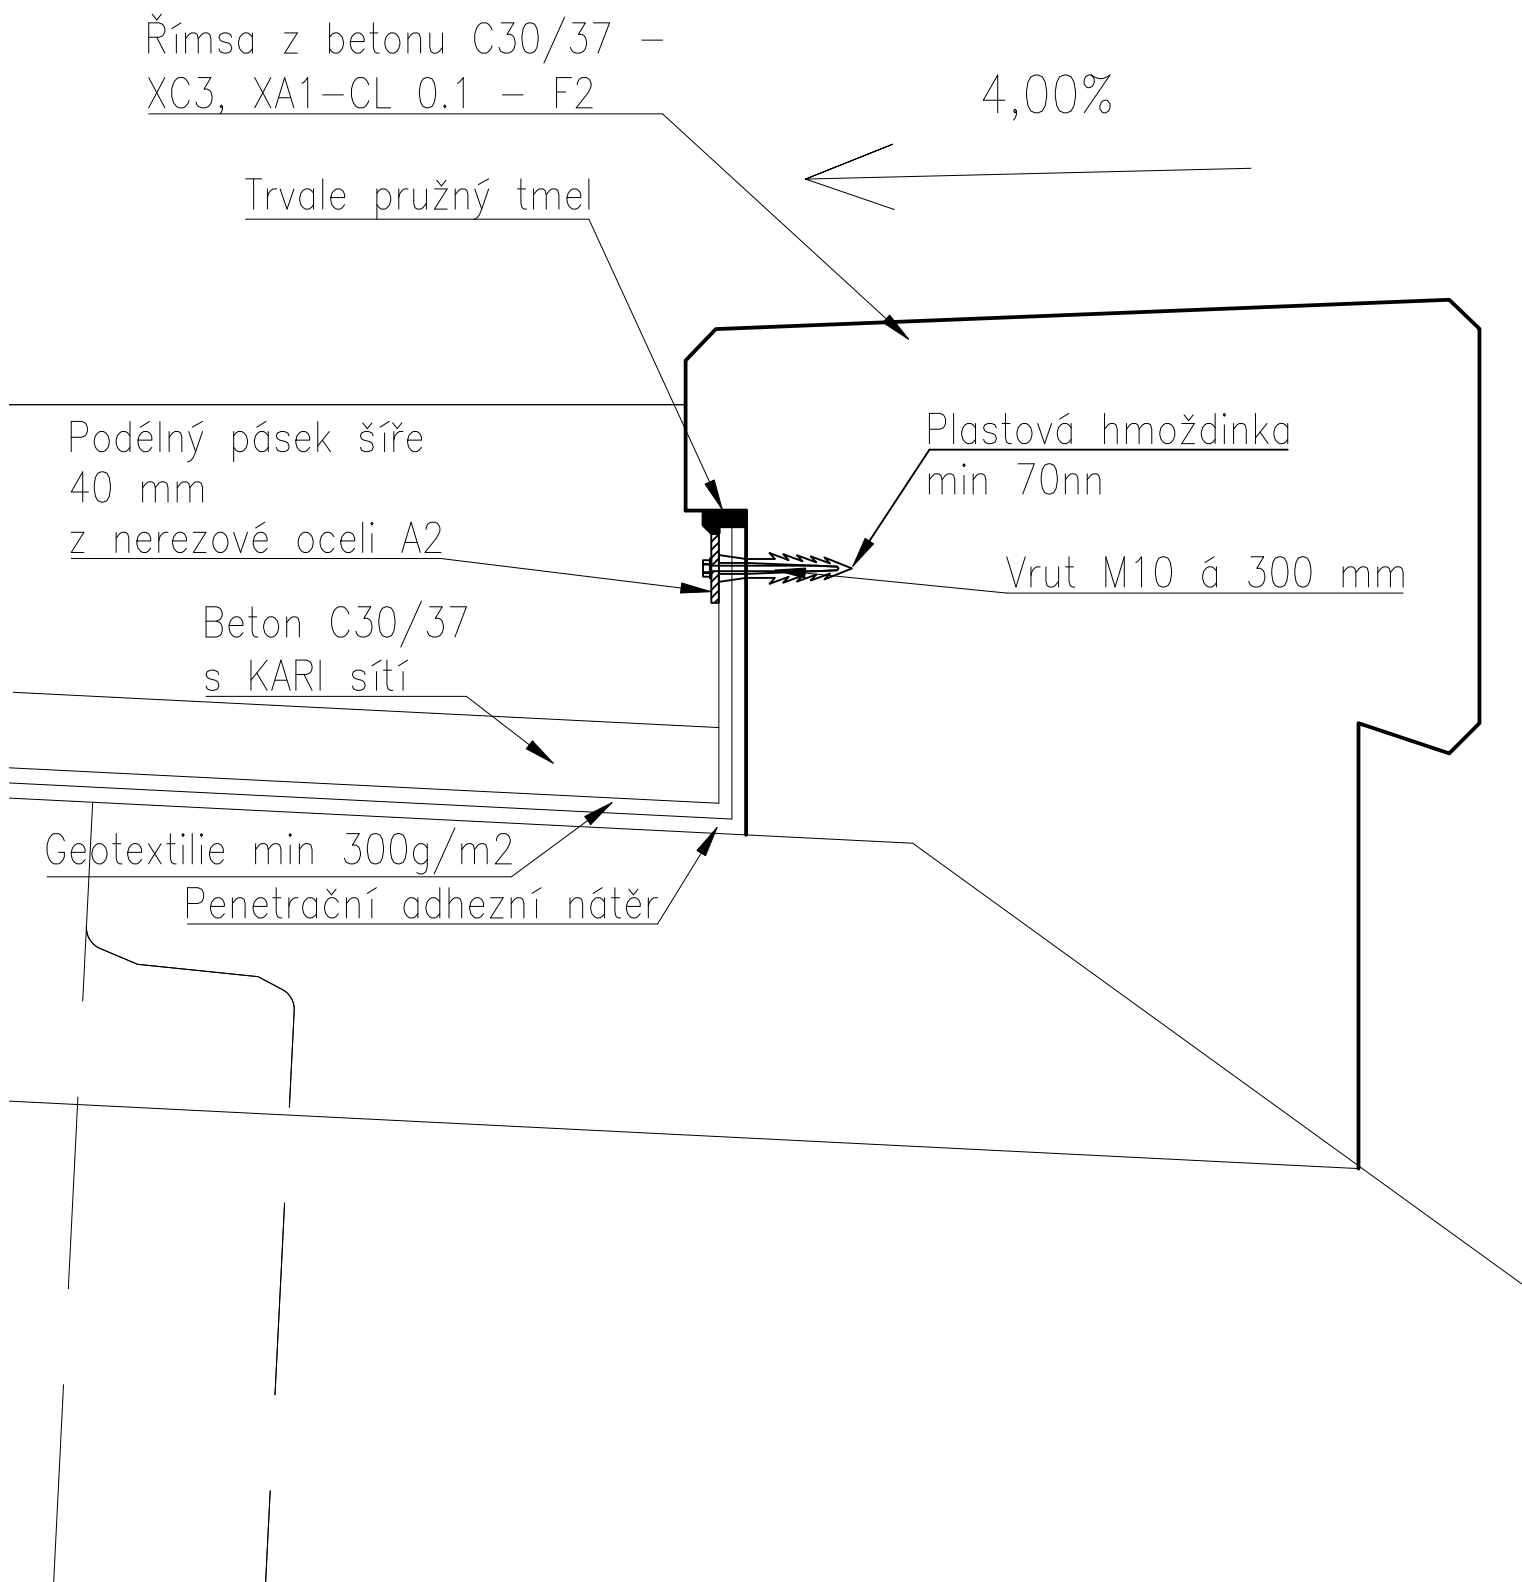 Římsa z betonu C30/37 –
XC3, XA1–CL 0.1 – F2
4,00%
Trvale pružný tmel
Podélný pásek šíře
40 mm
z nerezové oceli A2
Plastová hmoždinka
min 70nn
Vrut M10 á 300 mm
Beton C30/37
s KARI sítí
Geotextilie min 300g/m2
Penetrační adhezní nátěr